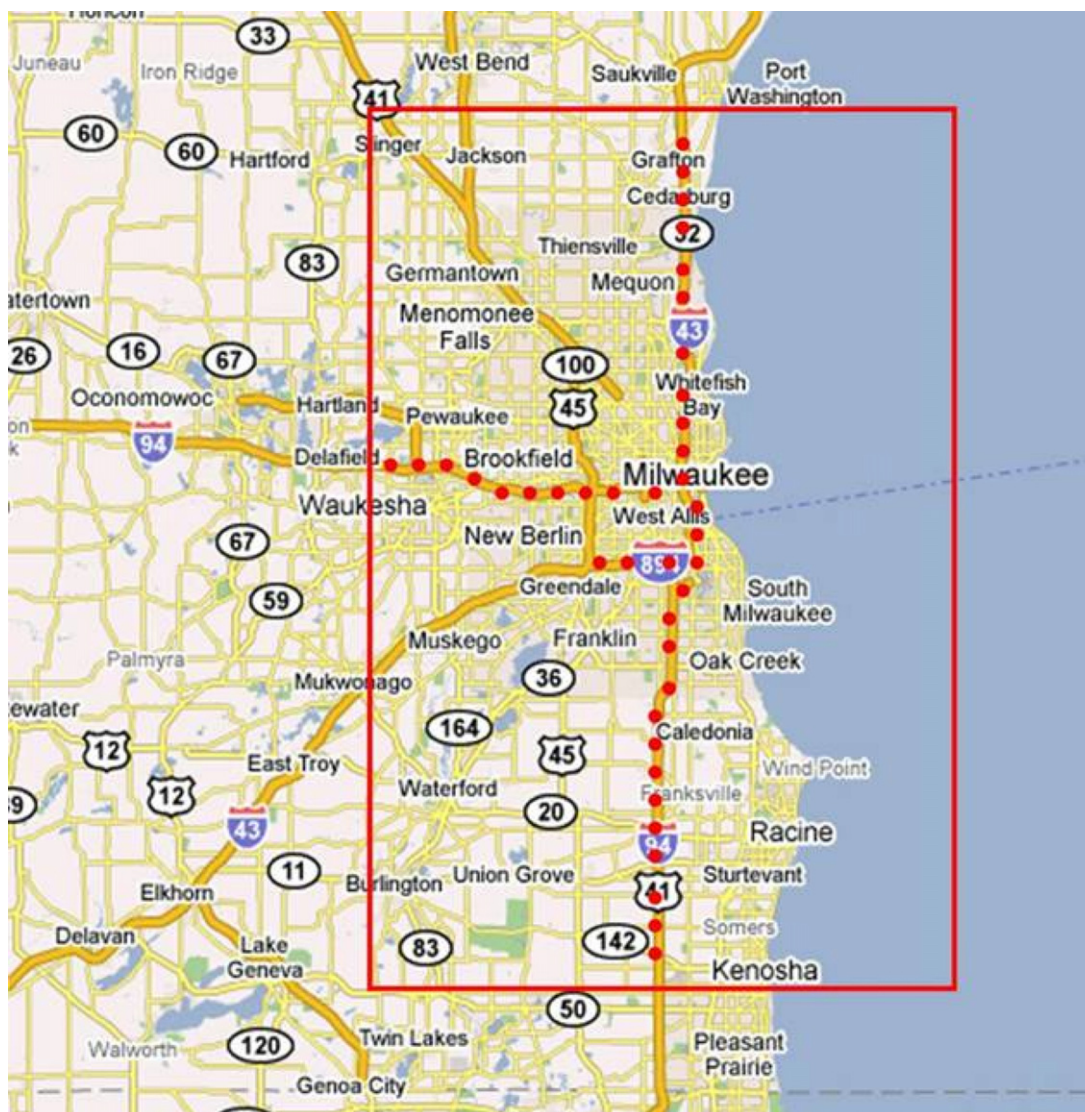 Horicon
33
West Bend
Juneau
Iron Ridge
Saukville
Port
Washington
41
60
60
Hartford
Slinger
Jackson
Grafton
Cedarburg
32
Thiensville
83
Germantown
Mequon
atertown
Menomonee
Falls
43
26
16
67
100
Whitefish
Bay
Oconomowoc
Hartland
Pewaukee
45
94
Delafield
Brookfield
Milwaukee
Waukesha
West Allis
New Berlin
67
894
59
Greendale
South
Milwaukee
Muskego
Franklin
Palmyra
Oak Creek
Mukwonago
36
tewater
12
164
45
Caledonia
East Troy
Wind Point
12
Waterford
Franksville
20
43
94
Racine
11
Burlington
Union Grove
Sturtevant
Elkhorn
41
Delavan
Lake
Geneva
83
142
Somers
Kenosha
50
Walworth
120
Twin Lakes
Pleasant
Prairie
Genoa City